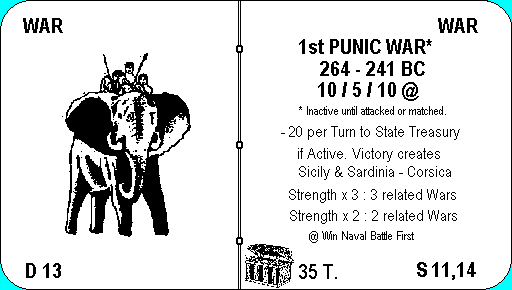 WAR
D 13
WAR
1st PUNIC WAR*
264 - 241 BC
10 / 5 / 10 @
* Inactive until attacked or matched.
- 20 per Turn to State Treasury
if Active. Victory creates
Sicily & Sardinia - Corsica
Strength x 3 : 3 related Wars
Strength x 2 : 2 related Wars
@ Win Naval Battle First
35 T.
S 11,14